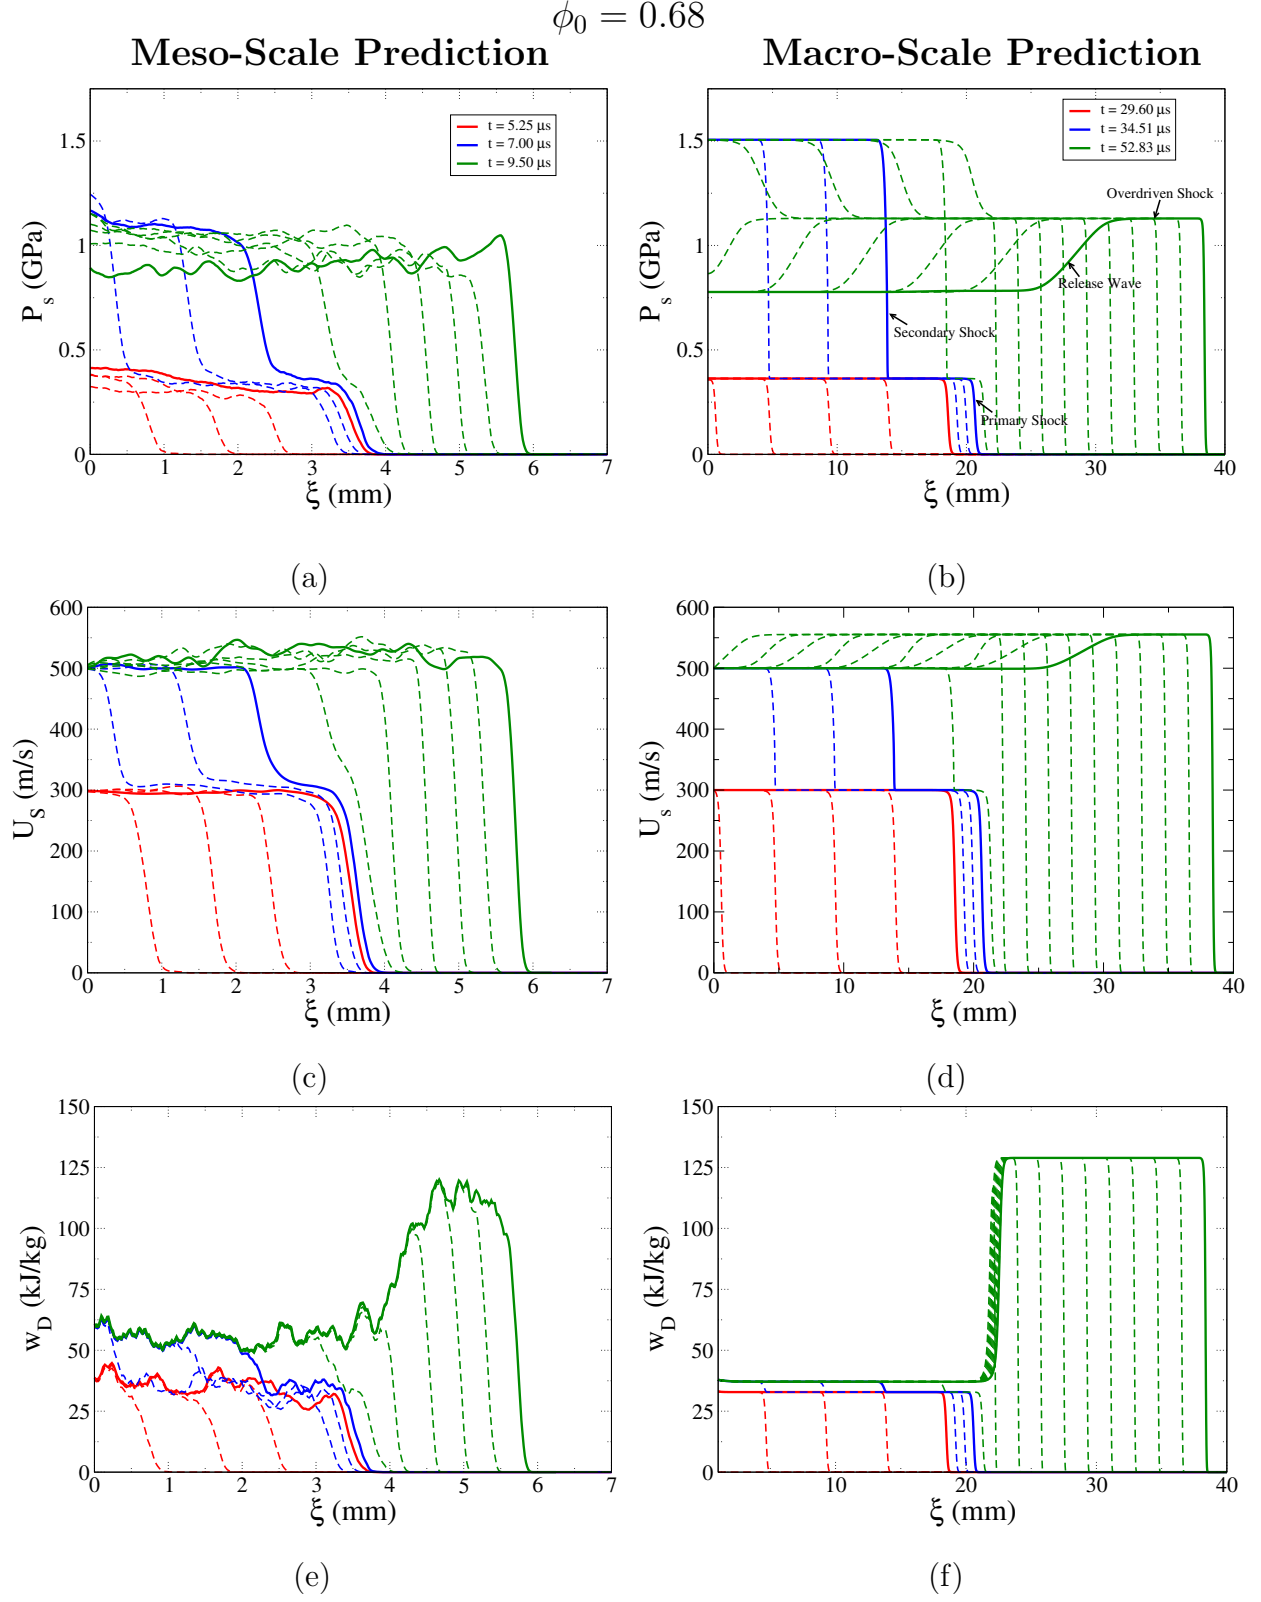 ϕ₀ = 0.68
Meso-Scale Prediction
Macro-Scale Prediction
t = 5.25 μs
t = 7.00 μs
t = 9.50 μs
1.5
1
0.5
0
P_s (GPa)
0 1 2 3 4 5 6 7
ξ (mm)
(a)
t = 29.60 μs
t = 34.51 μs
t = 52.83 μs
Overdriven Shock
Release Wave
Secondary Shock
Primary Shock
1.5
1
0.5
0
P_s (GPa)
0 10 20 30 40
ξ (mm)
(b)
600
500
400
300
200
100
0
U_S (m/s)
0 1 2 3 4 5 6 7
ξ (mm)
(c)
600
500
400
300
200
100
0
U_s (m/s)
0 10 20 30 40
ξ (mm)
(d)
150
125
100
75
50
25
0
w_D (kJ/kg)
0 1 2 3 4 5 6 7
ξ (mm)
(e)
150
125
100
75
50
25
0
w_D (kJ/kg)
10 20 30 40
ξ (mm)
(f)